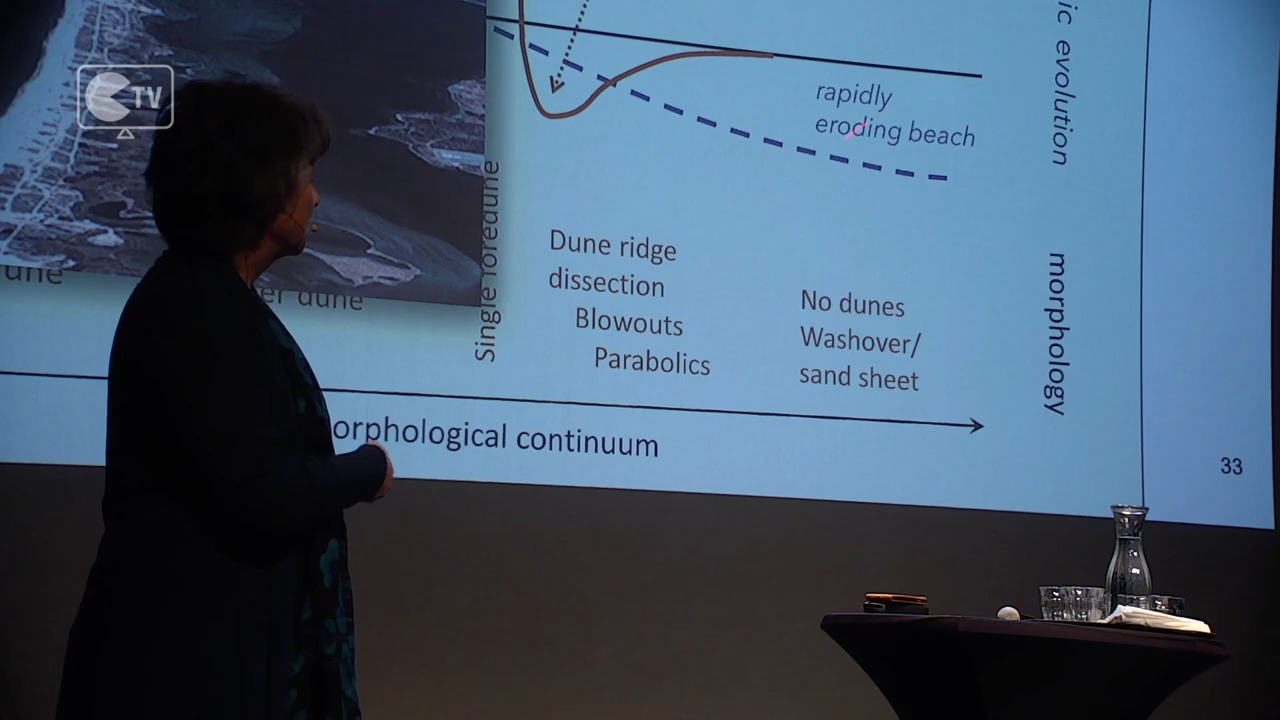 TV
rapidly
eroding beach
ic evolution
Single foredune
une
er dune
Dune ridge
dissection
Blowouts
Parabolics
No dunes
Washover/
sand sheet
morphology
orphological continuum
33